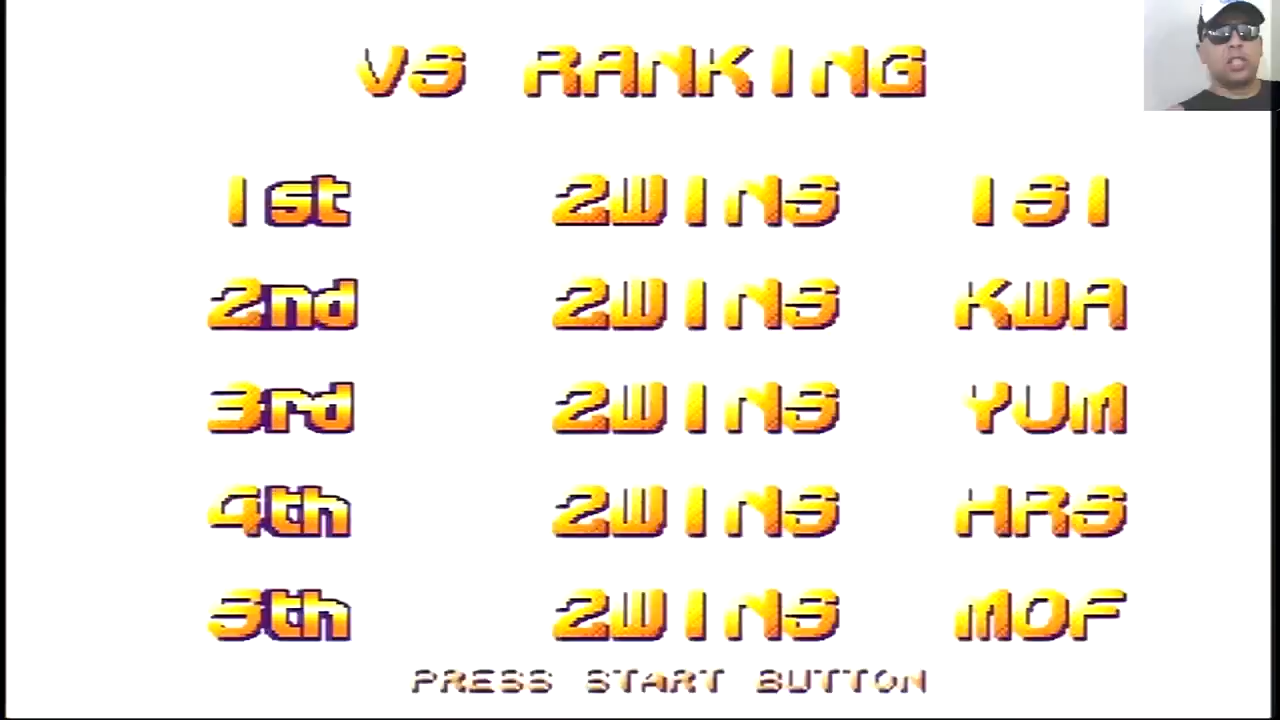 VS RANKING
1st 2WINS ISI
2nd 2WINS KWA
3rd 2WINS YUM
4th 2WINS HRS
5th 2WINS MOF
PRESS START BUTTON